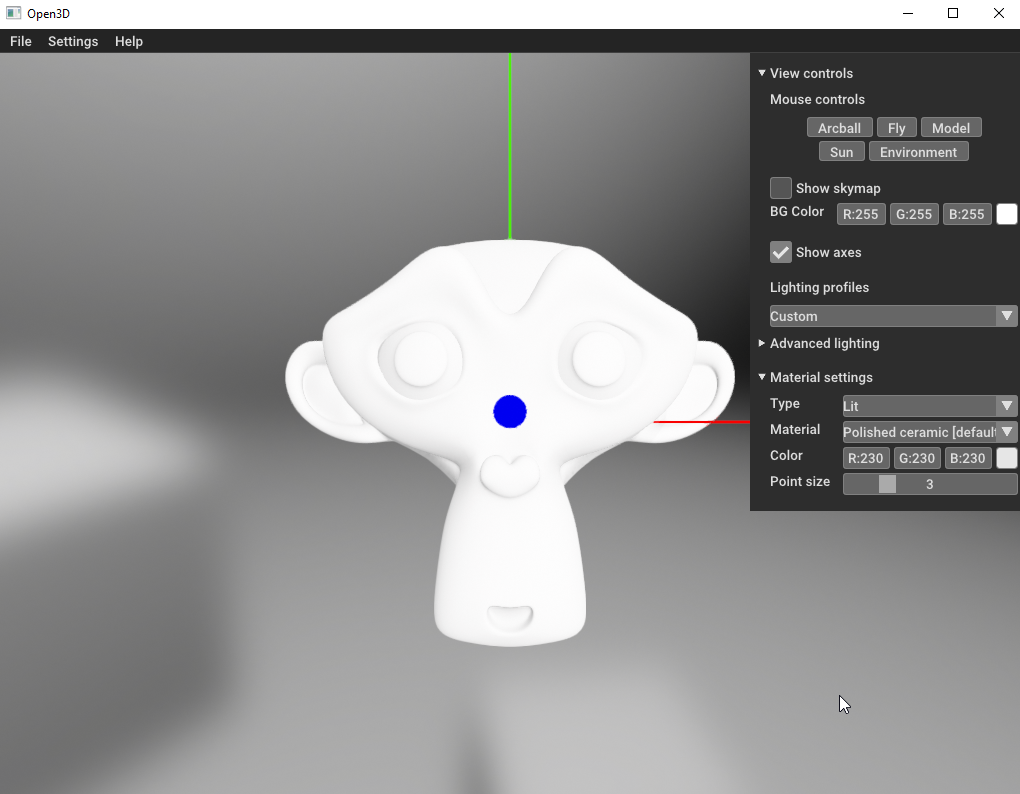 Open3D
File Settings Help
View controls
Mouse controls
Arcball Fly Model
Sun Environment
Show skymap
BG Color R:255 G:255 B:255
Show axes
Lighting profiles
Custom
Advanced lighting
Material settings
Type Lit
Material Polished ceramic [defaul
Color R:230 G:230 B:230
Point size 3